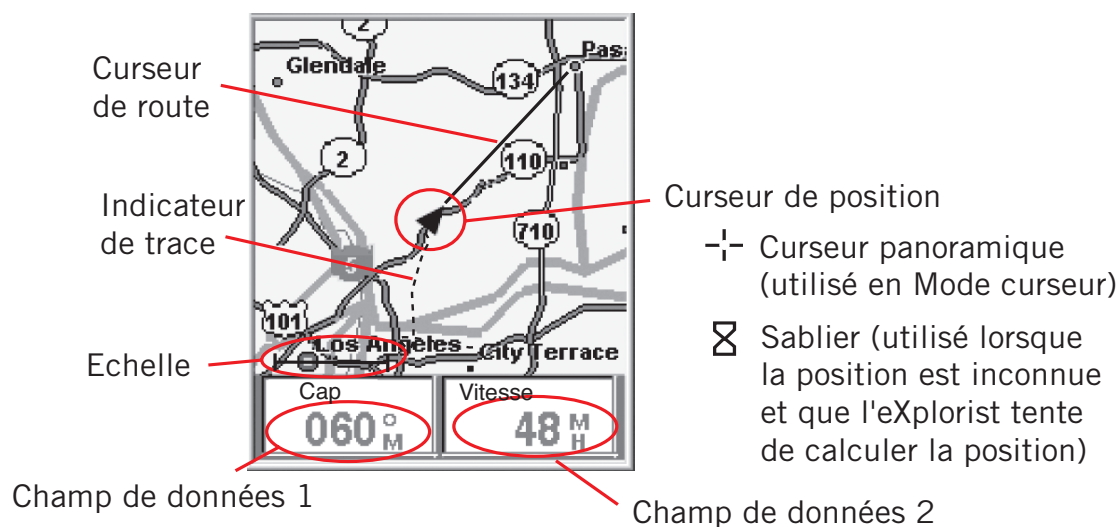 2
Pas
Glendale
134
Curseur
de route
2
110
Indicateur
de trace
Curseur de position
710
Curseur panoramique
(utilisé en Mode curseur)
5
101
Los Angeles
City Terrace
Echelle
Sablier (utilisé lorsque
la position est inconnue
et que l'eXplorist tente
de calculer la position)
Cap
Vitesse
060 ° M
48 M H
Champ de données 1
Champ de données 2